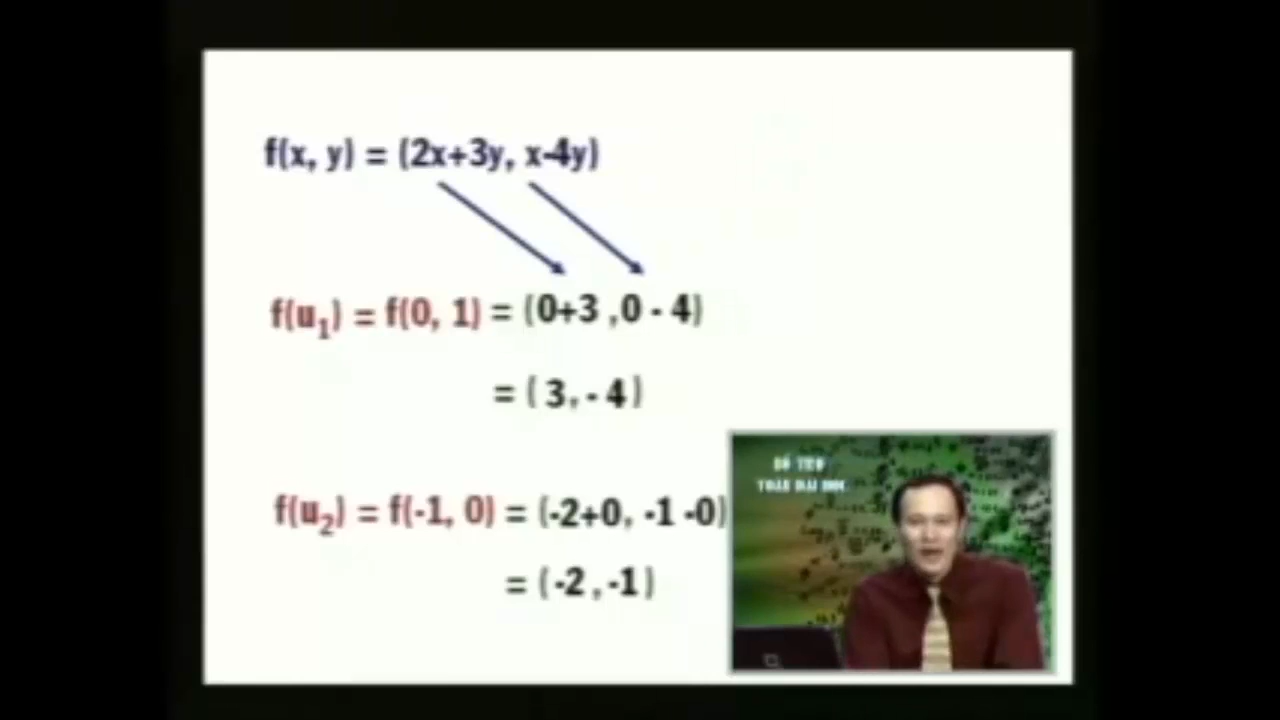 f(x, y) = (2x+3y, x-4y)
f(u₁) = f(0, 1) = (0+3 ,0 - 4)
= ( 3, - 4 )
f(u₂) = f(-1, 0) = (-2+0, -1 -0)
= ( -2 , -1 )